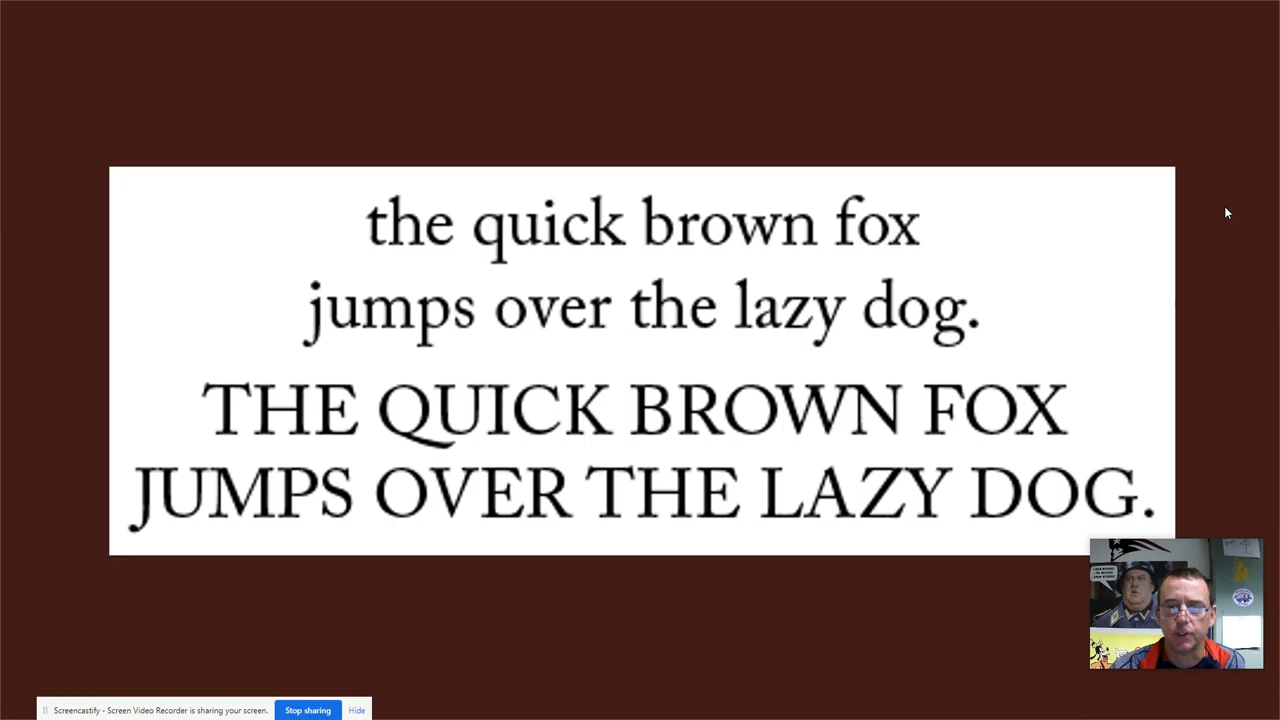 the quick brown fox
jumps over the lazy dog.
THE QUICK BROWN FOX
JUMPS OVER THE LAZY DOG.
Screencastify - Screen Video Recorder is sharing your screen.
Stop sharing
Hide